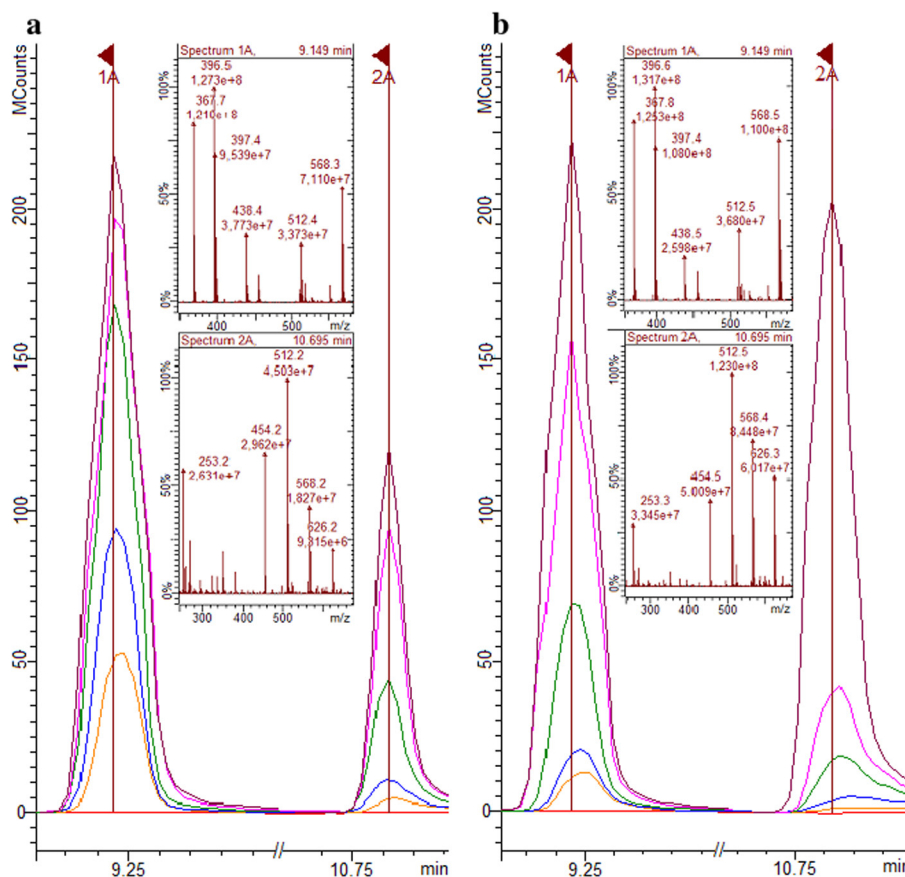 a
MCounts
200
150
100
50
0
1A
2A
9.25
//
10.75
min
Spectrum 1A, 9.149 min
100%
50%
0%
396.5
1,273e+8
367.7
1,210e+8
397.4
9,539e+7
438.4
3,773e+7
512.4
3,373e+7
568.3
7,110e+7
400
500
m/z
Spectrum 2A, 10.695 min
100%
50%
0%
512.2
4,503e+7
454.2
2,962e+7
253.2
2,631e+7
568.2
1,827e+7
626.2
9,315e+6
300
400
500
m/z
b
MCounts
200
150
100
50
0
1A
2A
9.25
//
10.75
min
Spectrum 1A, 9.149 min
100%
50%
0%
396.6
1,317e+8
367.8
1,253e+8
397.4
1,080e+8
438.5
2,598e+7
512.5
3,680e+7
568.5
1,100e+8
400
500
m/z
Spectrum 2A, 10.695 min
100%
50%
0%
512.5
1,230e+8
568.4
8,448e+7
626.3
6,017e+7
454.5
5,009e+7
253.3
3,345e+7
300
400
500
m/z